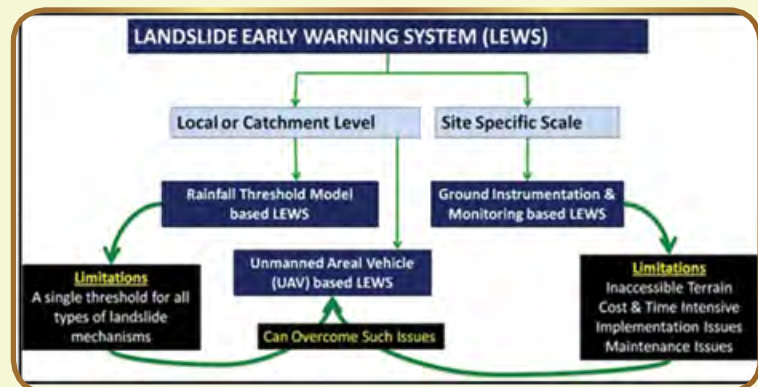 LANDSLIDE EARLY WARNING SYSTEM (LEWS)
Local or Catchment Level
Site Specific Scale
Rainfall Threshold Model
based LEWS
Ground Instrumentation &
Monitoring based LEWS
Unmanned Areal Vehicle
(UAV) based LEWS
Limitations
A single threshold for all
types of landslide
mechanisms
Can Overcome Such Issues
Limitations
Inaccessible Terrain
Cost & Time Intensive
Implementation Issues
Maintenance Issues